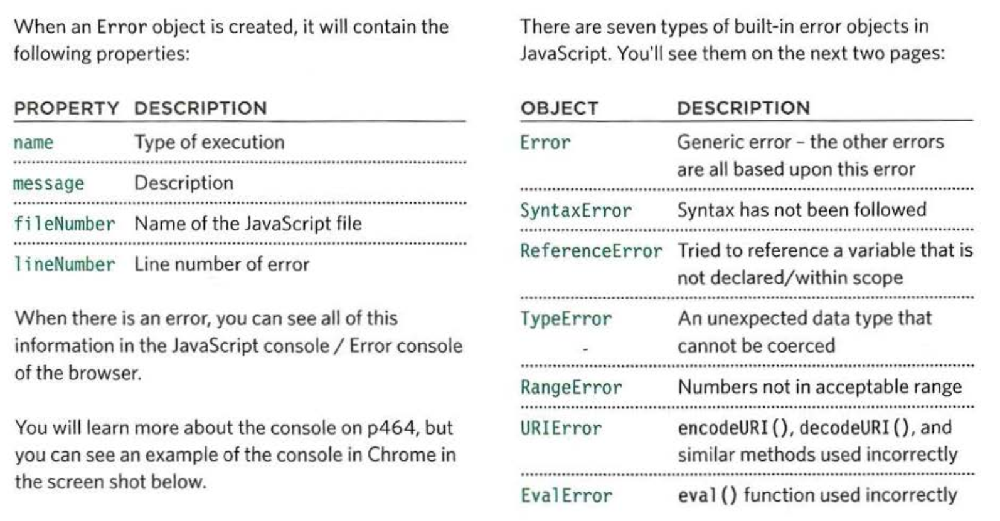 When an Error object is created, it will contain the
following properties:
PROPERTY DESCRIPTION
name Type of execution
message Description
fileNumber Name of the JavaScript file
lineNumber Line number of error
When there is an error, you can see all of this
information in the JavaScript console / Error console
of the browser.
You will learn more about the console on p464, but
you can see an example of the console in Chrome in
the screen shot below.
There are seven types of built-in error objects in
JavaScript. You'll see them on the next two pages:
OBJECT DESCRIPTION
Error Generic error – the other errors
are all based upon this error
SyntaxError Syntax has not been followed
ReferenceError Tried to reference a variable that is
not declared/within scope
TypeError An unexpected data type that
cannot be coerced
RangeError Numbers not in acceptable range
URIError encodeURI(), decodeURI(), and
similar methods used incorrectly
EvalError eval() function used incorrectly